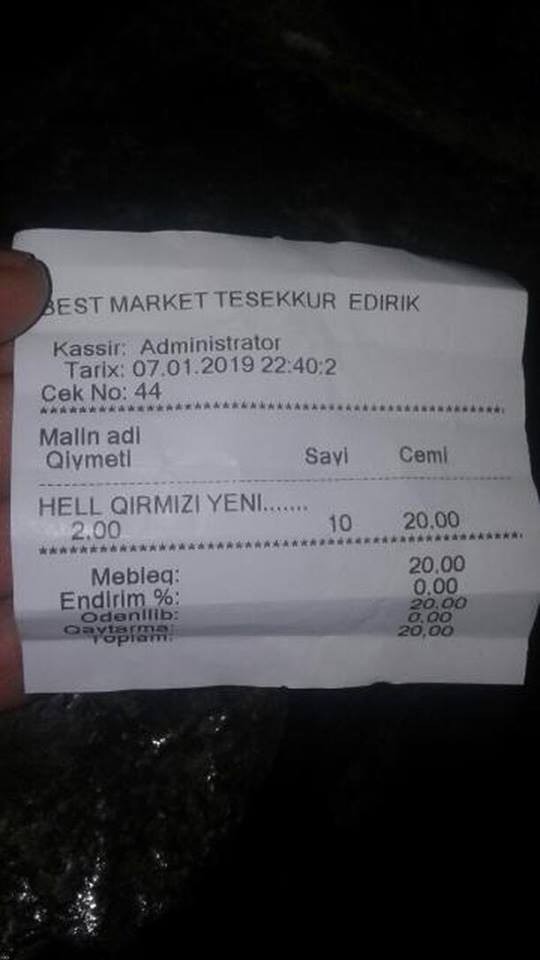 BEST MARKET TESEKKUR EDIRIK
Kassir: Administrator
Tarix: 07.01.2019 22:40:2
Cek No: 44
************************************************
Malin adi
Qiymeti Sayi Cemi
------------------------------------------------
HELL QIRMIZI YENI.......
2.00 10 20.00
************************************************
Mebleq: 20.00
Endirim %: 0.00
Odenilib: 20.00
Qaytarma: 0.00
Toplam: 20,00